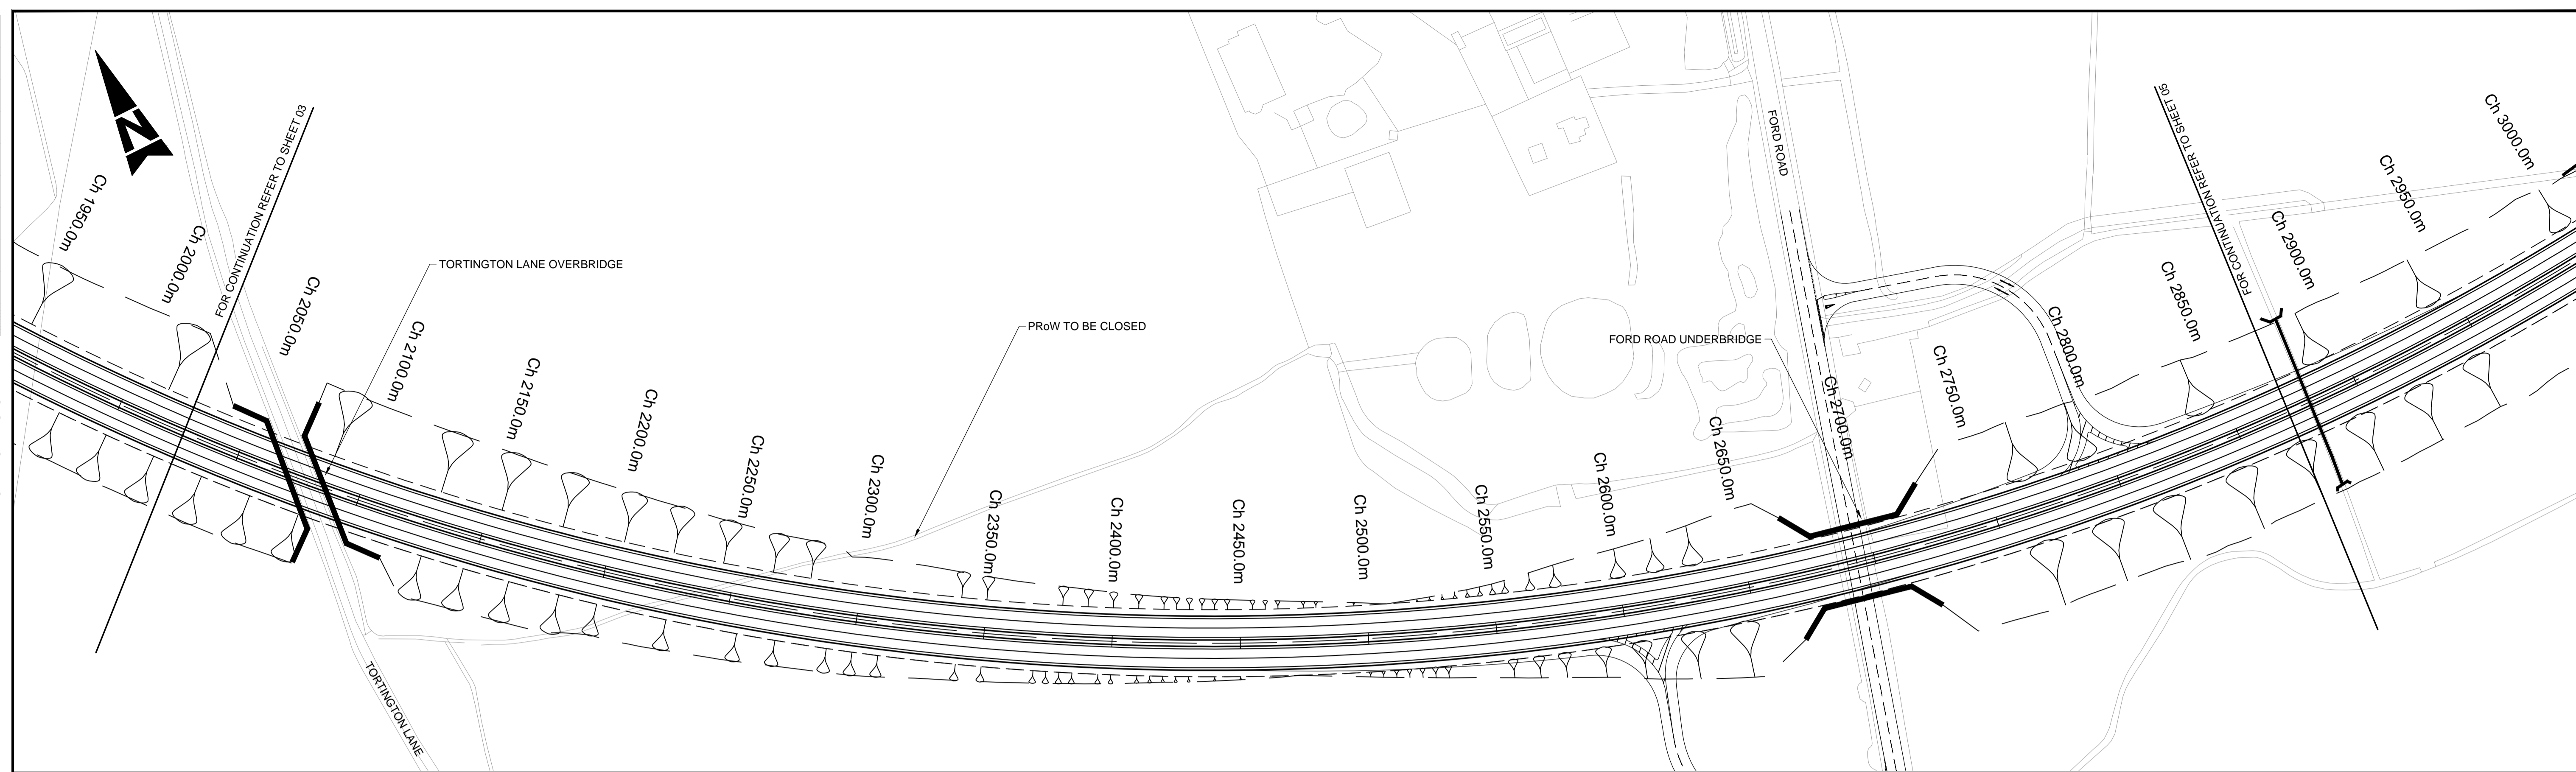 N
Ch 1950.0m
Ch 2000.0m
FOR CONTINUATION REFER TO SHEET 03
Ch 2050.0m
TORTINGTON LANE OVERBRIDGE
Ch 2100.0m
Ch 2150.0m
Ch 2200.0m
Ch 2250.0m
Ch 2300.0m
PRoW TO BE CLOSED
Ch 2350.0m
Ch 2400.0m
Ch 2450.0m
Ch 2500.0m
Ch 2550.0m
Ch 2600.0m
Ch 2650.0m
FORD ROAD
FORD ROAD UNDERBRIDGE
Ch 2700.0m
Ch 2750.0m
Ch 2800.0m
Ch 2850.0m
FOR CONTINUATION REFER TO SHEET 05
Ch 2900.0m
Ch 2950.0m
Ch 3000.0m
TORTINGTON LANE